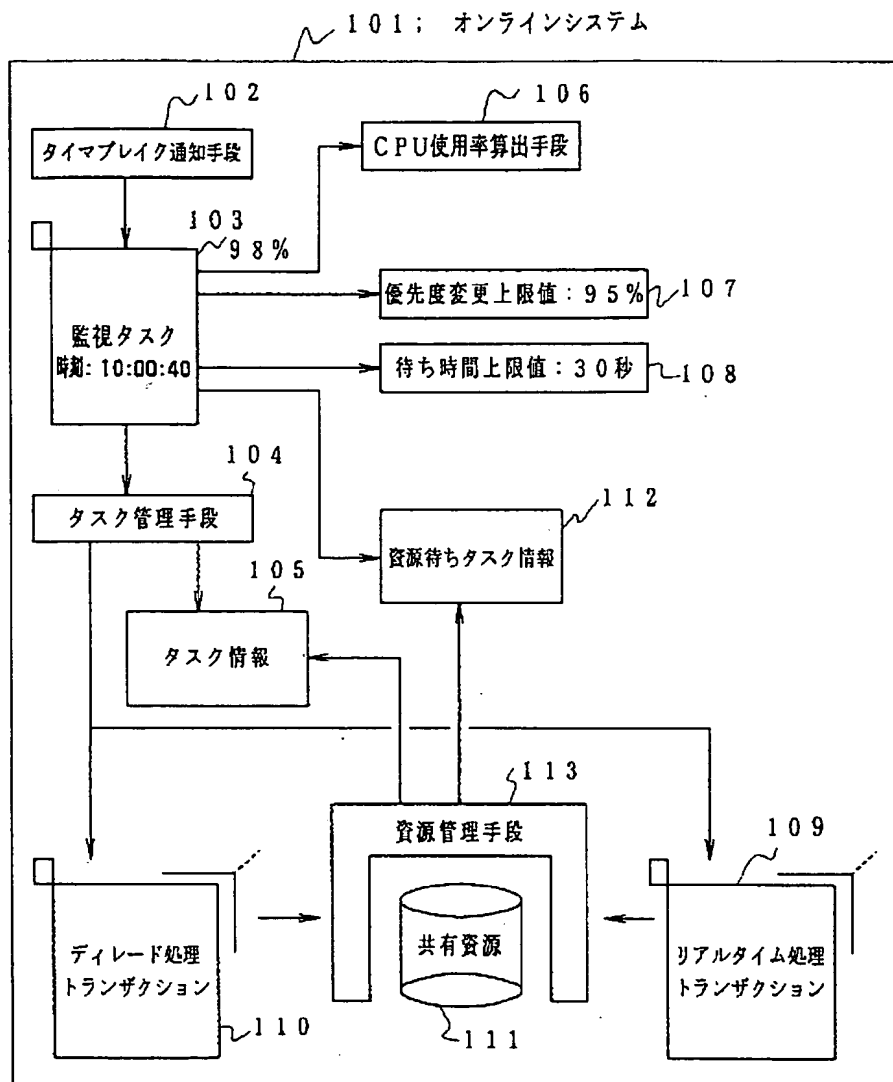 101; オンラインシステム
102
106
タイマブレイク通知手段
CPU使用率算出手段
103
98%
優先度変更上限値:95%
107
監視タスク
時刻: 10:00:40
待ち時間上限値:30秒
108
104
112
タスク管理手段
資源待ちタスク情報
105
タスク情報
113
資源管理手段
109
ディレード処理
トランザクション
共有資源
リアルタイム処理
トランザクション
110
111